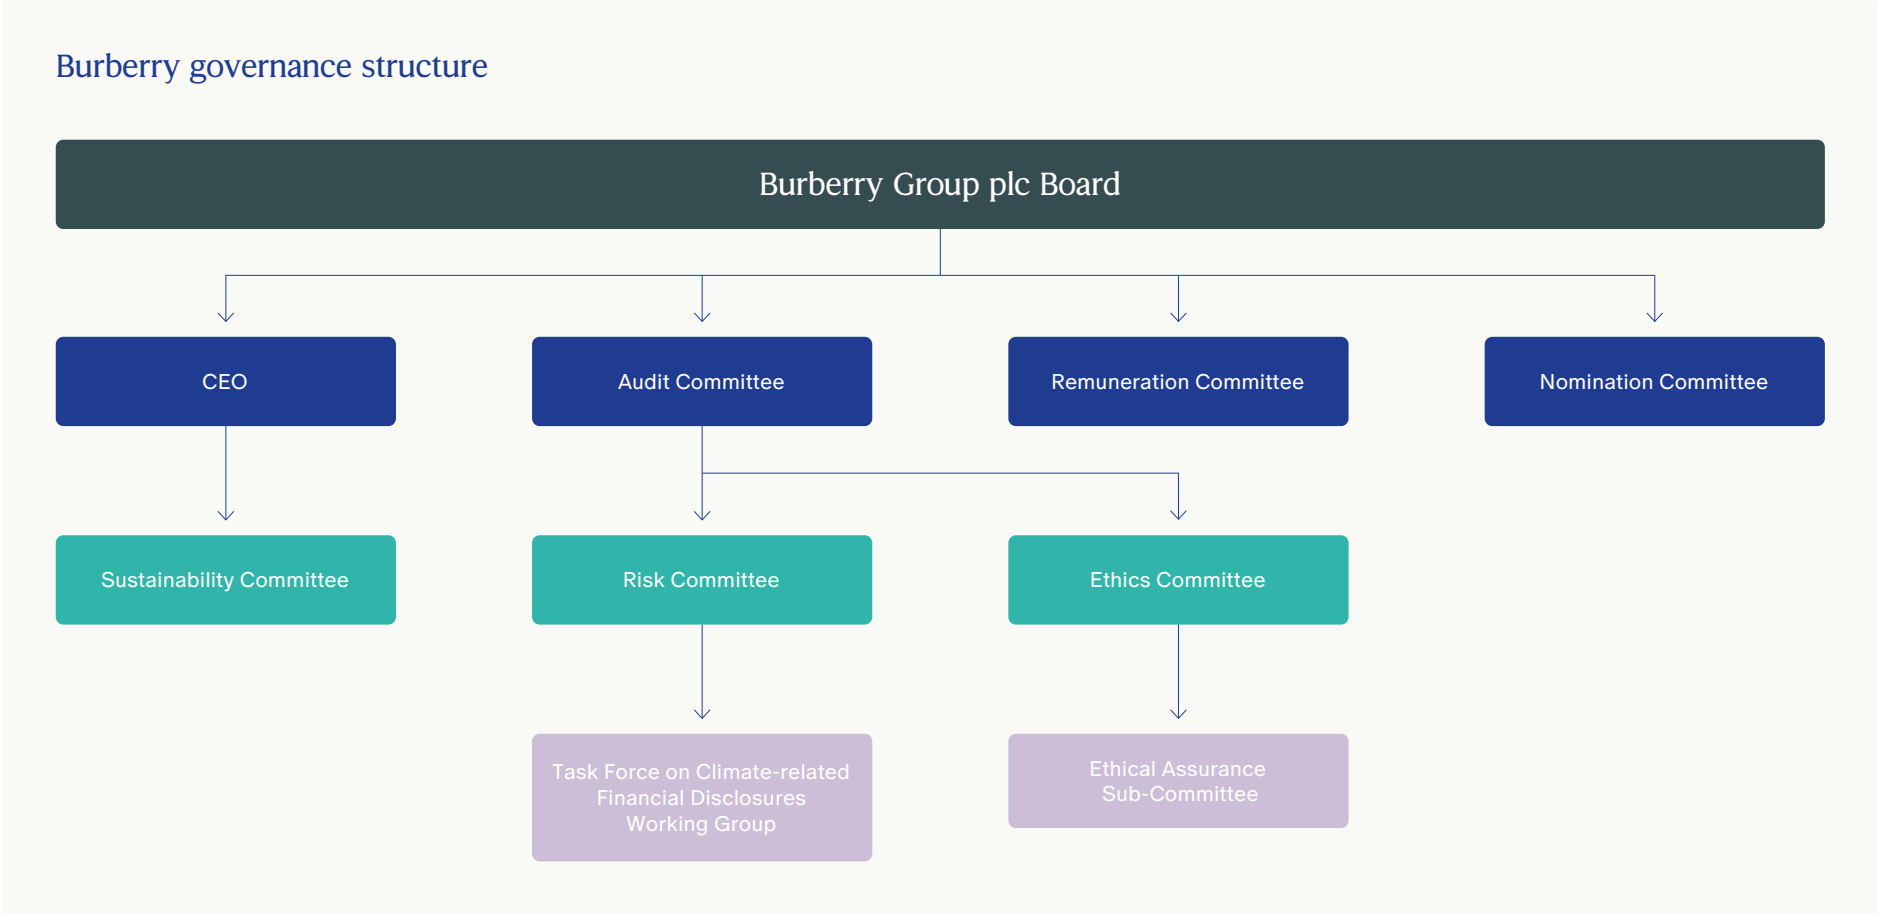 Burberry governance structure
Burberry Group plc Board
CEO
Audit Committee
Remuneration Committee
Nomination Committee
Sustainability Committee
Risk Committee
Ethics Committee
Task Force on Climate-related
Financial Disclosures
Working Group
Ethical Assurance
Sub-Committee